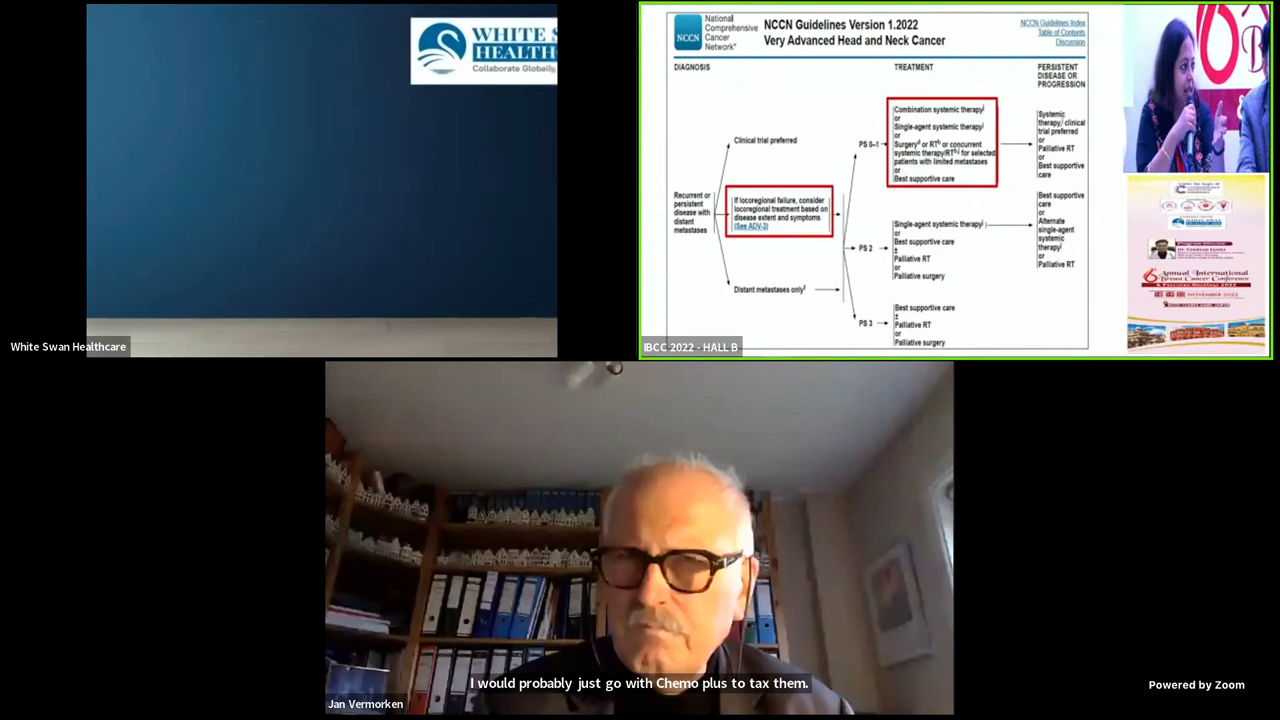 WHITE S
HEALTHC
Collaborate Globally,
White Swan Healthcare
NCCN
National
Comprehensive
Cancer
Network®
NCCN Guidelines Version 1.2022
Very Advanced Head and Neck Cancer
NCCN Guidelines Index
Table of Contents
Discussion
DIAGNOSIS
TREATMENT
PERSISTENT
DISEASE OR
PROGRESSION
Recurrent or
persistent
disease with
distant
metastases
Clinical trial preferred
If locoregional failure, consider
locoregional treatment based on
disease extent and symptoms
(See ADV-3)
Distant metastases only
PS 0–1
Combination systemic therapy
or
Single-agent systemic therapy
or
Surgery or RT or concurrent
systemic therapy/RT for selected
patients with limited metastases
or
Best supportive care
Systemic
therapy, clinical
trial preferred
or
Palliative RT
or
Best supportive
care
PS 2
Single-agent systemic therapy
or
Best supportive care
±
Palliative RT
or
Palliative surgery
Best supportive
care
or
Alternate
single-agent
systemic
therapy
or
Palliative RT
PS 3
Best supportive care
±
Palliative RT
or
Palliative surgery
IBCC 2022 - HALL B
6
Annual International
Breast Cancer Conference
I would probably just go with Chemo plus to tax them.
Jan Vermorken
Powered by Zoom